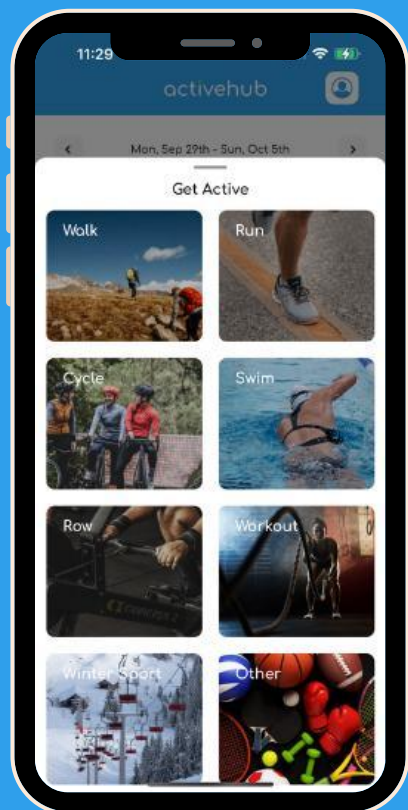 11:29
activehub
Mon, Sep 29th - Sun, Oct 5th
Get Active
Walk
Run
Cycle
Swim
Row
Workout
Winter Sport
Other